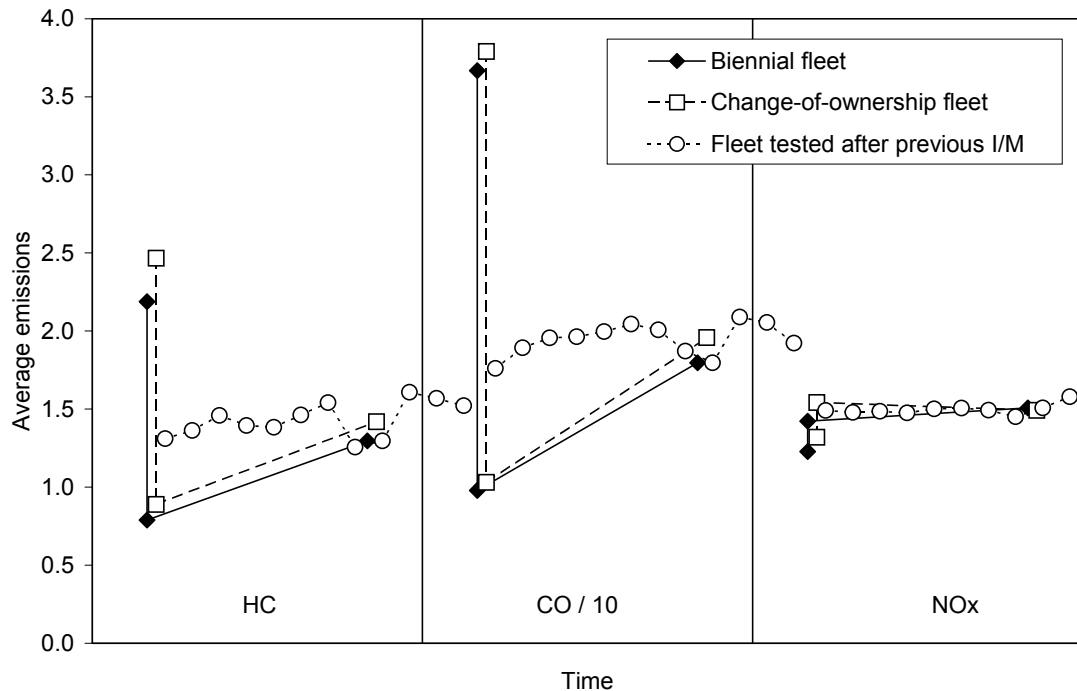 4.0
3.5
3.0
2.5
2.0
1.5
1.0
0.5
0.0
Average emissions
Biennial fleet
Change-of-ownership fleet
Fleet tested after previous I/M
HC
CO / 10
NOx
Time